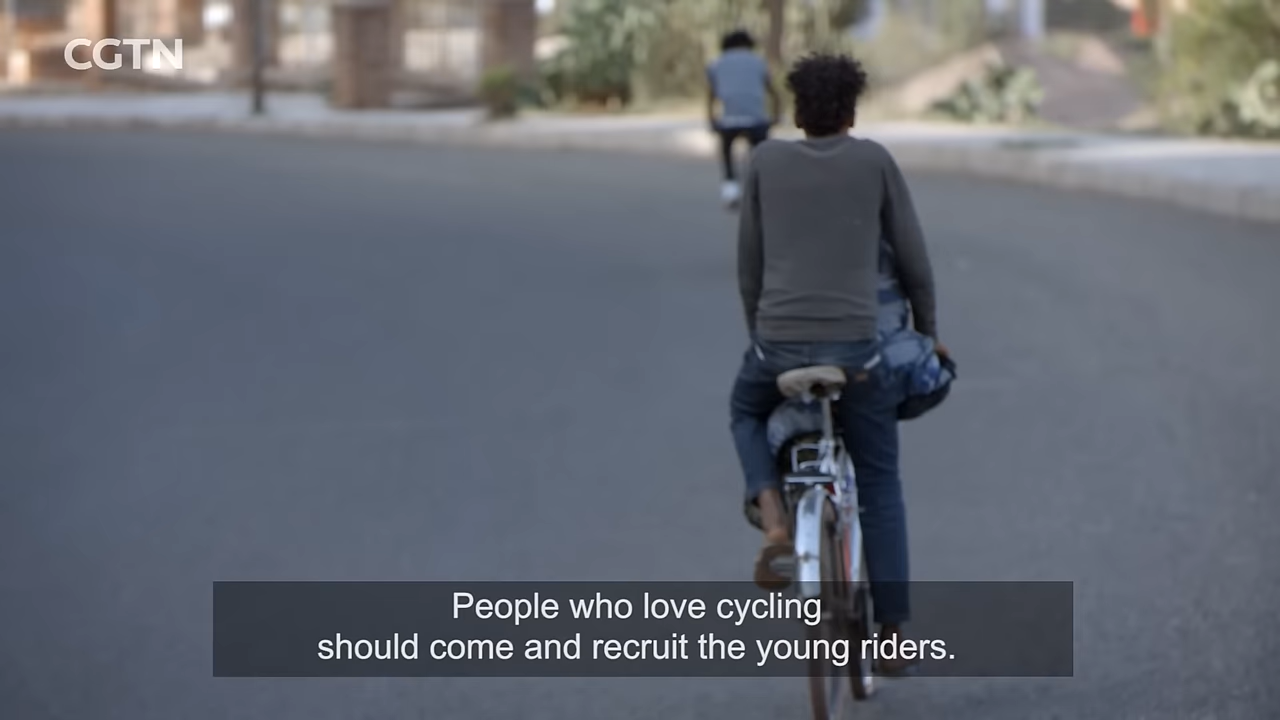 CGTN
People who love cycling
should come and recruit the young riders.